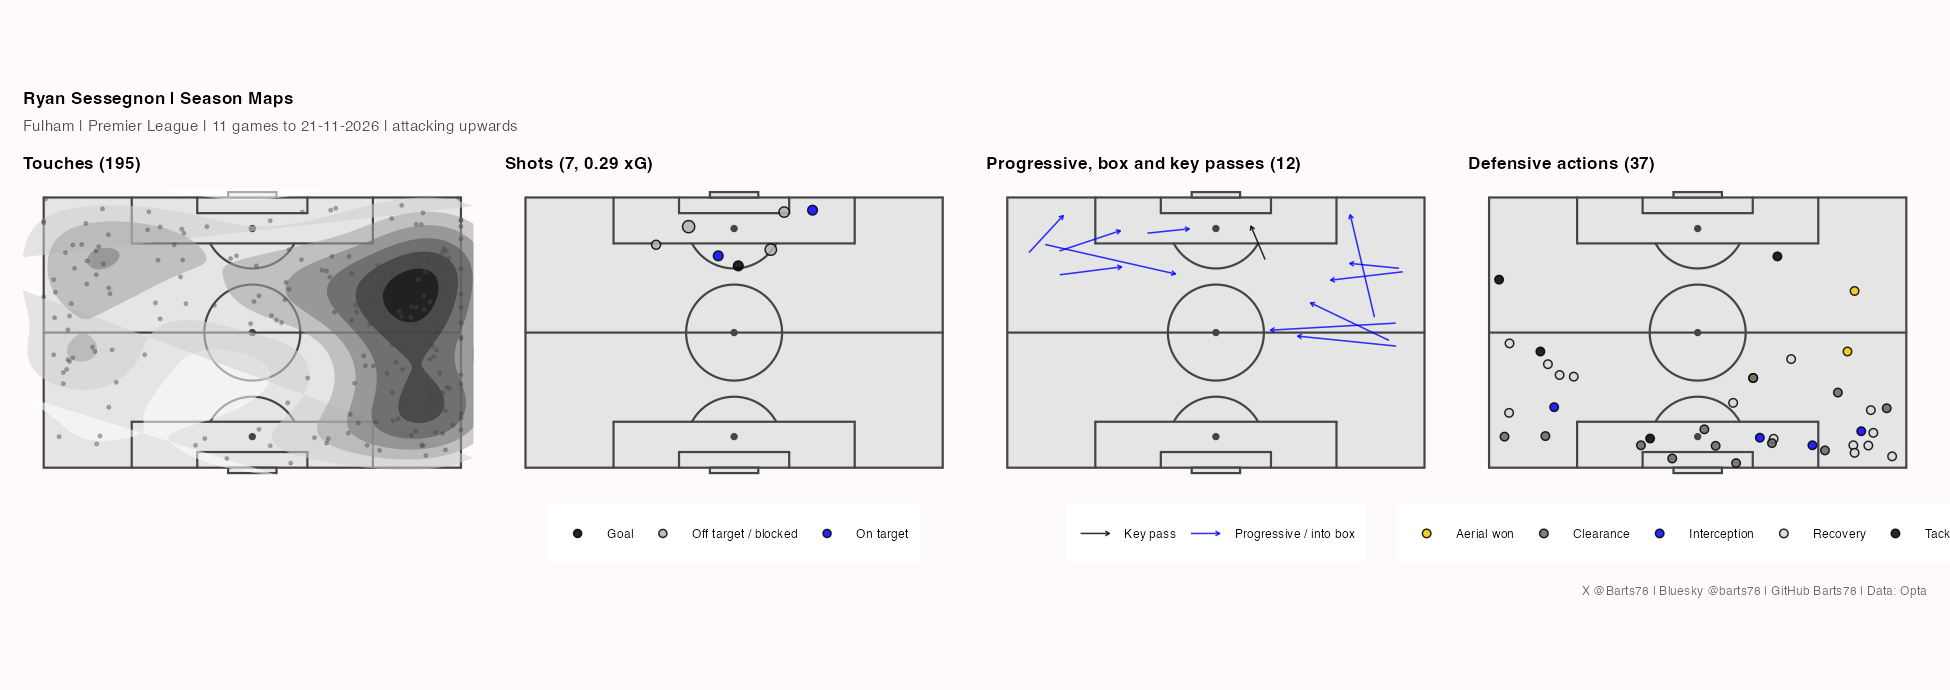 Ryan Sessegnon | Season Maps
Fulham | Premier League | 11 games to 21-11-2026 | attacking upwards
Touches (195)
Shots (7, 0.29 xG)
Progressive, box and key passes (12)
Defensive actions (37)
Goal
Off target / blocked
On target
Key pass
Progressive / into box
Aerial won
Clearance
Interception
Recovery
Tack
X @Barts78 | Bluesky @barts78 | GitHub Barts78 | Data: Opta